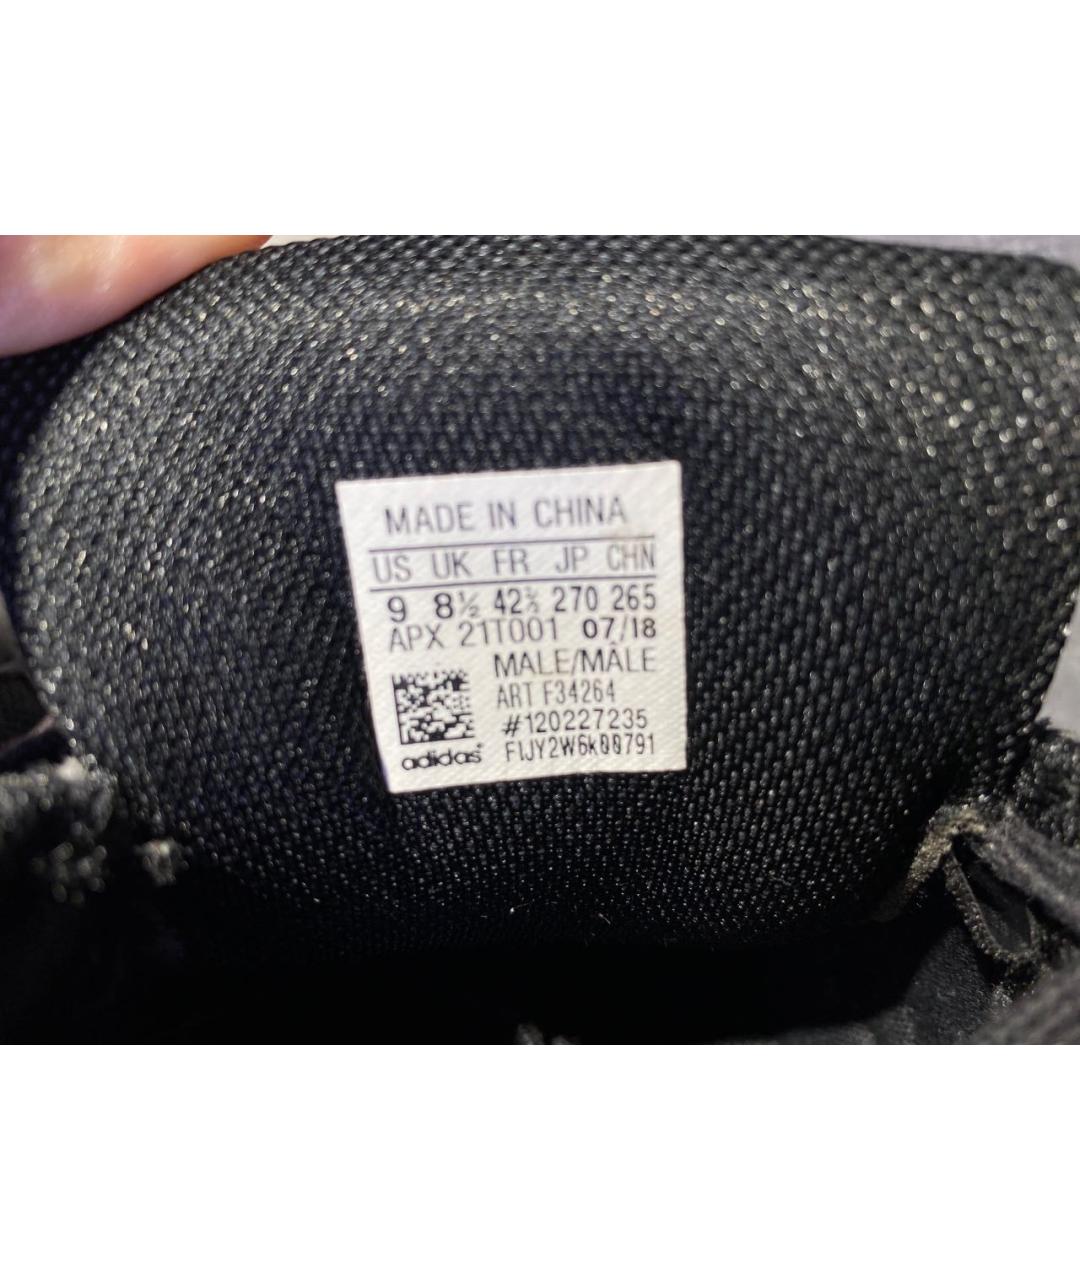 MADE IN CHINA
US UK FR JP CHN
9 8½ 42⅔ 270 265
APX 21T001 07/18
MALE/MALE
ART F34264
#120227235
adidas